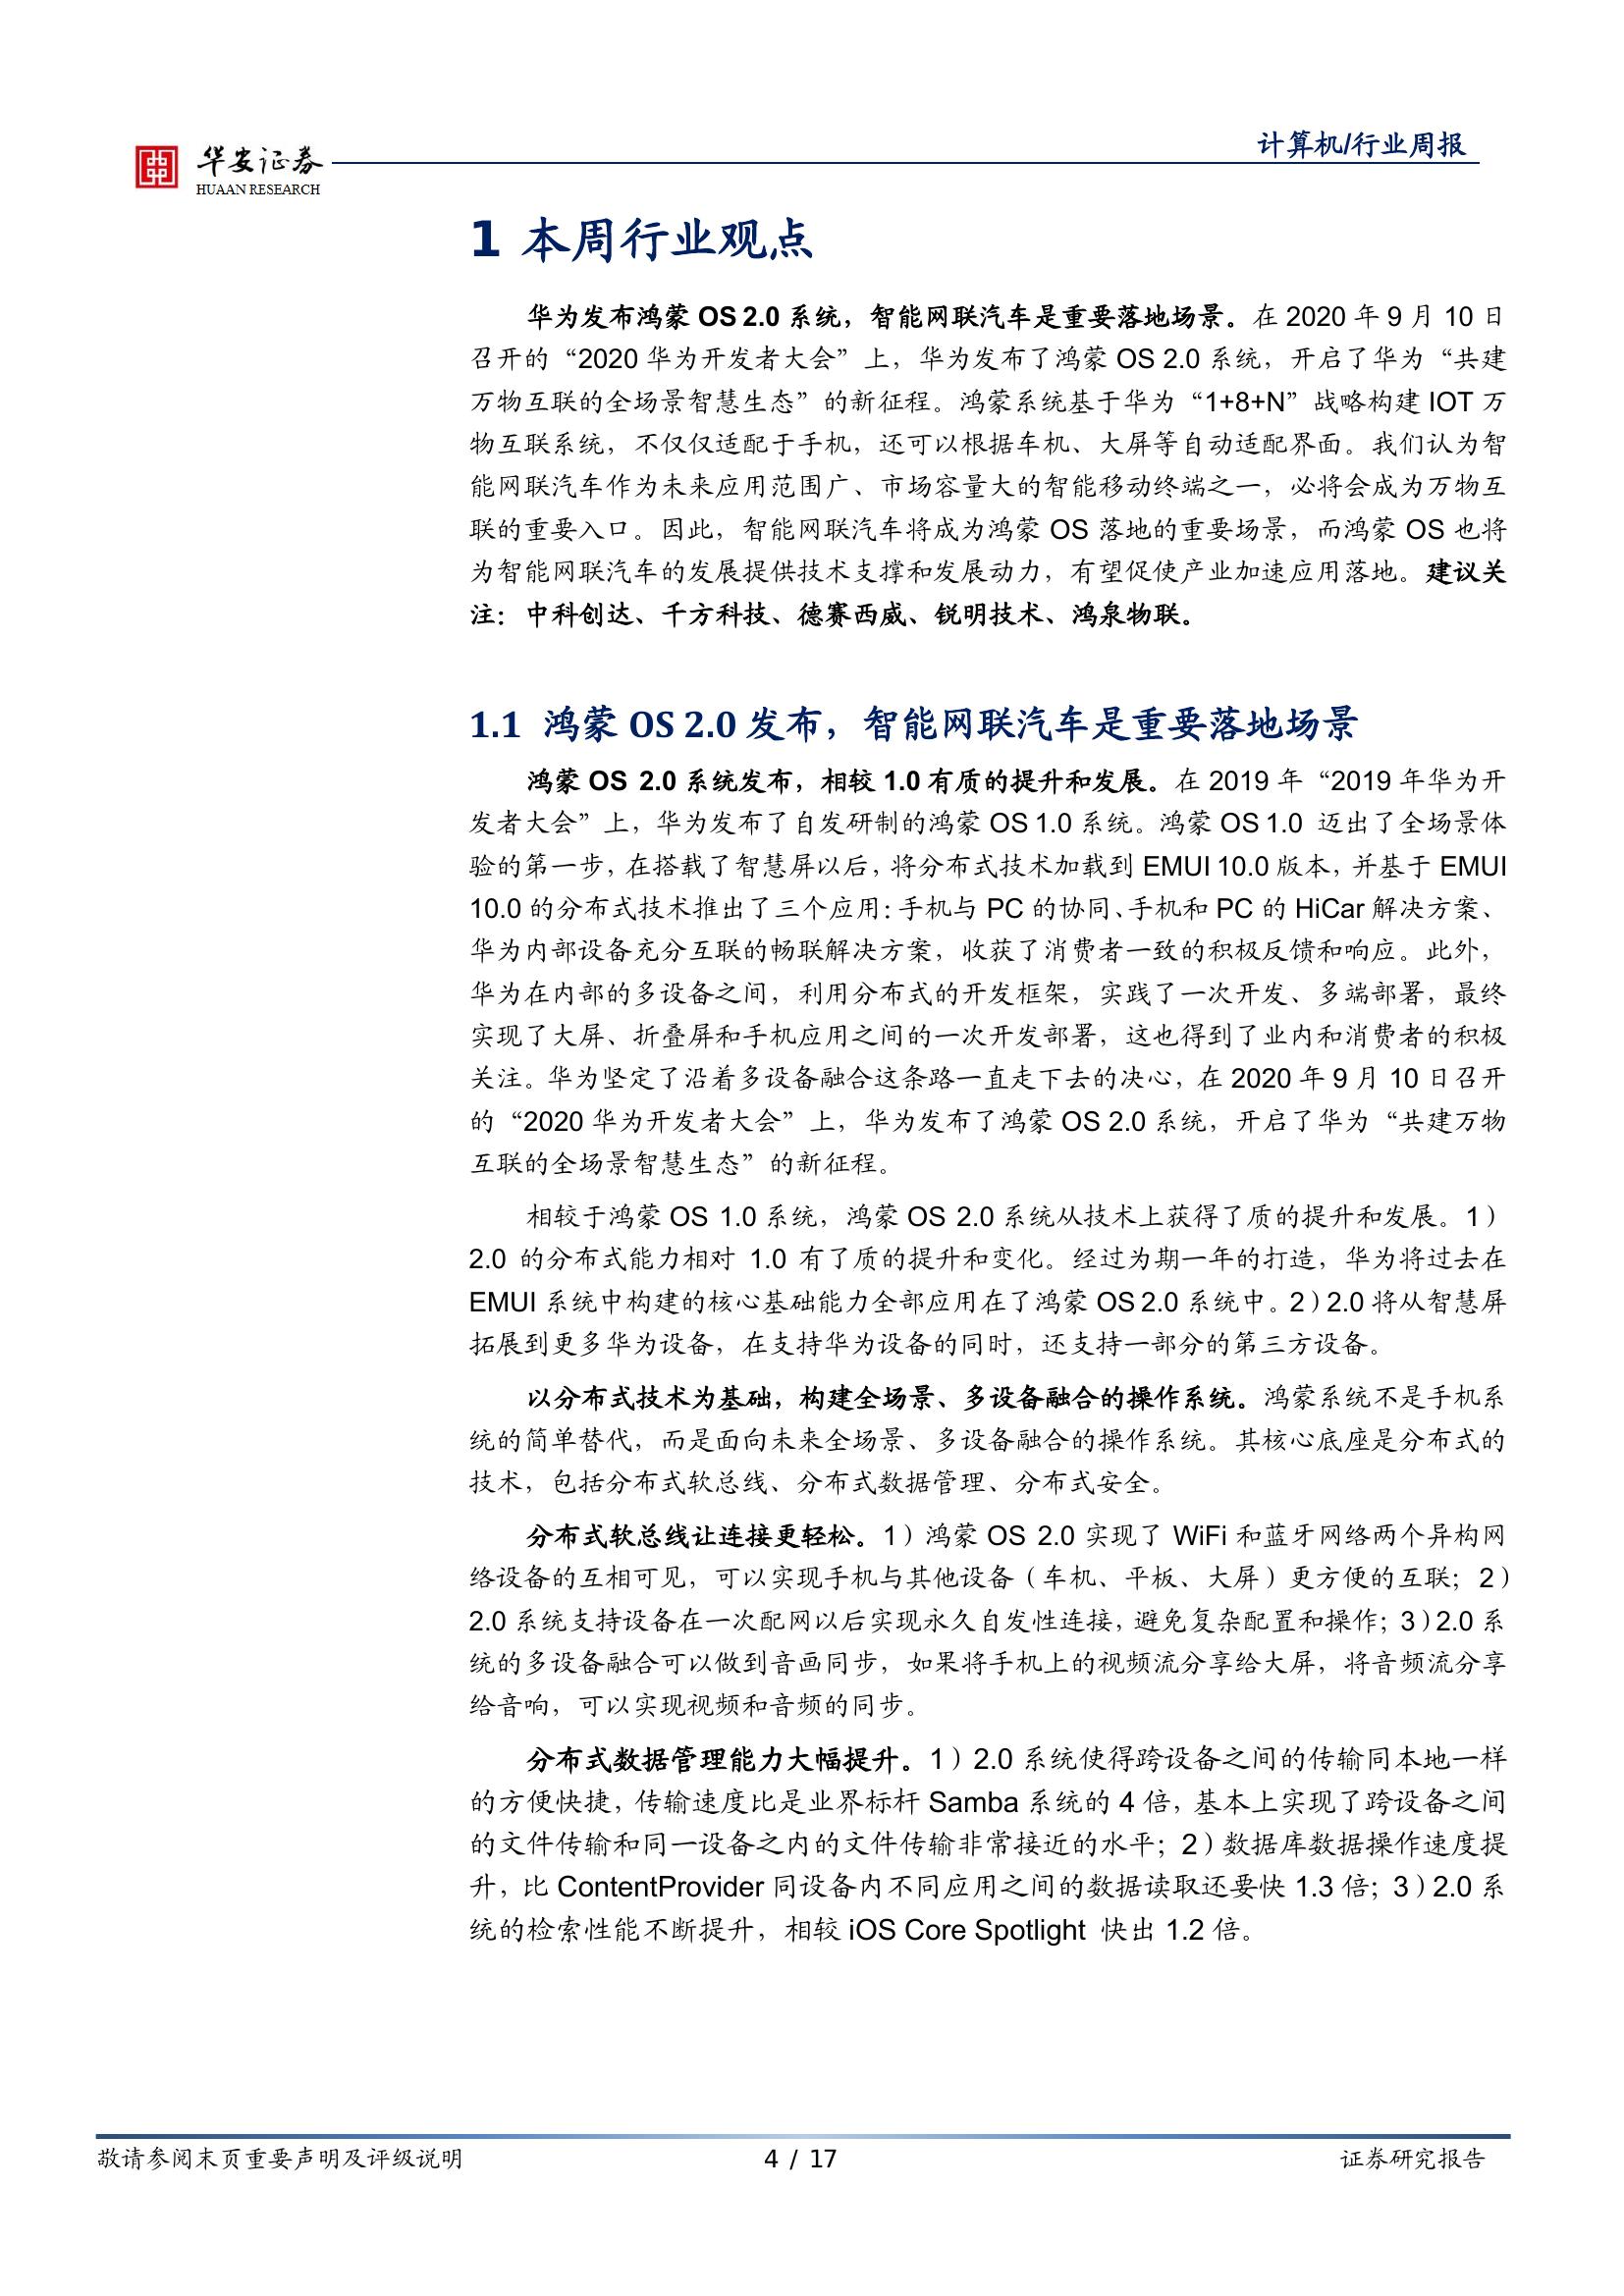 华安证券
HUAAN RESEARCH
计算机/行业周报
1 本周行业观点
华为发布鸿蒙 OS 2.0 系统，智能网联汽车是重要落地场景。在 2020 年 9 月 10 日
召开的“2020 华为开发者大会”上，华为发布了鸿蒙 OS 2.0 系统，开启了华为“共建
万物互联的全场景智慧生态”的新征程。鸿蒙系统基于华为“1+8+N”战略构建 IOT 万
物互联系统，不仅仅适配于手机，还可以根据车机、大屏等自动适配界面。我们认为智
能网联汽车作为未来应用范围广、市场容量大的智能移动终端之一，必将会成为万物互
联的重要入口。因此，智能网联汽车将成为鸿蒙 OS 落地的重要场景，而鸿蒙 OS 也将
为智能网联汽车的发展提供技术支撑和发展动力，有望促使产业加速应用落地。建议关
注：中科创达、千方科技、德赛西威、锐明技术、鸿泉物联。
1.1 鸿蒙 OS 2.0 发布，智能网联汽车是重要落地场景
鸿蒙 OS 2.0 系统发布，相较 1.0 有质的提升和发展。在 2019 年“2019 年华为开
发者大会”上，华为发布了自发研制的鸿蒙 OS 1.0 系统。鸿蒙 OS 1.0 迈出了全场景体
验的第一步，在搭载了智慧屏以后，将分布式技术加载到 EMUI 10.0 版本，并基于 EMUI
10.0 的分布式技术推出了三个应用：手机与 PC 的协同、手机和 PC 的 HiCar 解决方案、
华为内部设备充分互联的畅联解决方案，收获了消费者一致的积极反馈和响应。此外，
华为在内部的多设备之间，利用分布式的开发框架，实践了一次开发、多端部署，最终
实现了大屏、折叠屏和手机应用之间的一次开发部署，这也得到了业内和消费者的积极
关注。华为坚定了沿着多设备融合这条路一直走下去的决心，在 2020 年 9 月 10 日召开
的“2020 华为开发者大会”上，华为发布了鸿蒙 OS 2.0 系统，开启了华为“共建万物
互联的全场景智慧生态”的新征程。
相较于鸿蒙 OS 1.0 系统，鸿蒙 OS 2.0 系统从技术上获得了质的提升和发展。1）
2.0 的分布式能力相对 1.0 有了质的提升和变化。经过为期一年的打造，华为将过去在
EMUI 系统中构建的核心基础能力全部应用在了鸿蒙 OS 2.0 系统中。2）2.0 将从智慧屏
拓展到更多华为设备，在支持华为设备的同时，还支持一部分的第三方设备。
以分布式技术为基础，构建全场景、多设备融合的操作系统。鸿蒙系统不是手机系
统的简单替代，而是面向未来全场景、多设备融合的操作系统。其核心底座是分布式的
技术，包括分布式软总线、分布式数据管理、分布式安全。
分布式软总线让连接更轻松。1）鸿蒙 OS 2.0 实现了 WiFi 和蓝牙网络两个异构网
络设备的互相可见，可以实现手机与其他设备（车机、平板、大屏）更方便的互联；2）
2.0 系统支持设备在一次配网以后实现永久自发性连接，避免复杂配置和操作；3）2.0 系
统的多设备融合可以做到音画同步，如果将手机上的视频流分享给大屏，将音频流分享
给音响，可以实现视频和音频的同步。
分布式数据管理能力大幅提升。1）2.0 系统使得跨设备之间的传输同本地一样
的方便快捷，传输速度比是业界标杆 Samba 系统的 4 倍，基本上实现了跨设备之间
的文件传输和同一设备之内的文件传输非常接近的水平；2）数据库数据操作速度提
升，比 ContentProvider 同设备内不同应用之间的数据读取还要快 1.3 倍；3）2.0 系
统的检索性能不断提升，相较 iOS Core Spotlight 快出 1.2 倍。
敬请参阅末页重要声明及评级说明
4 / 17
证券研究报告